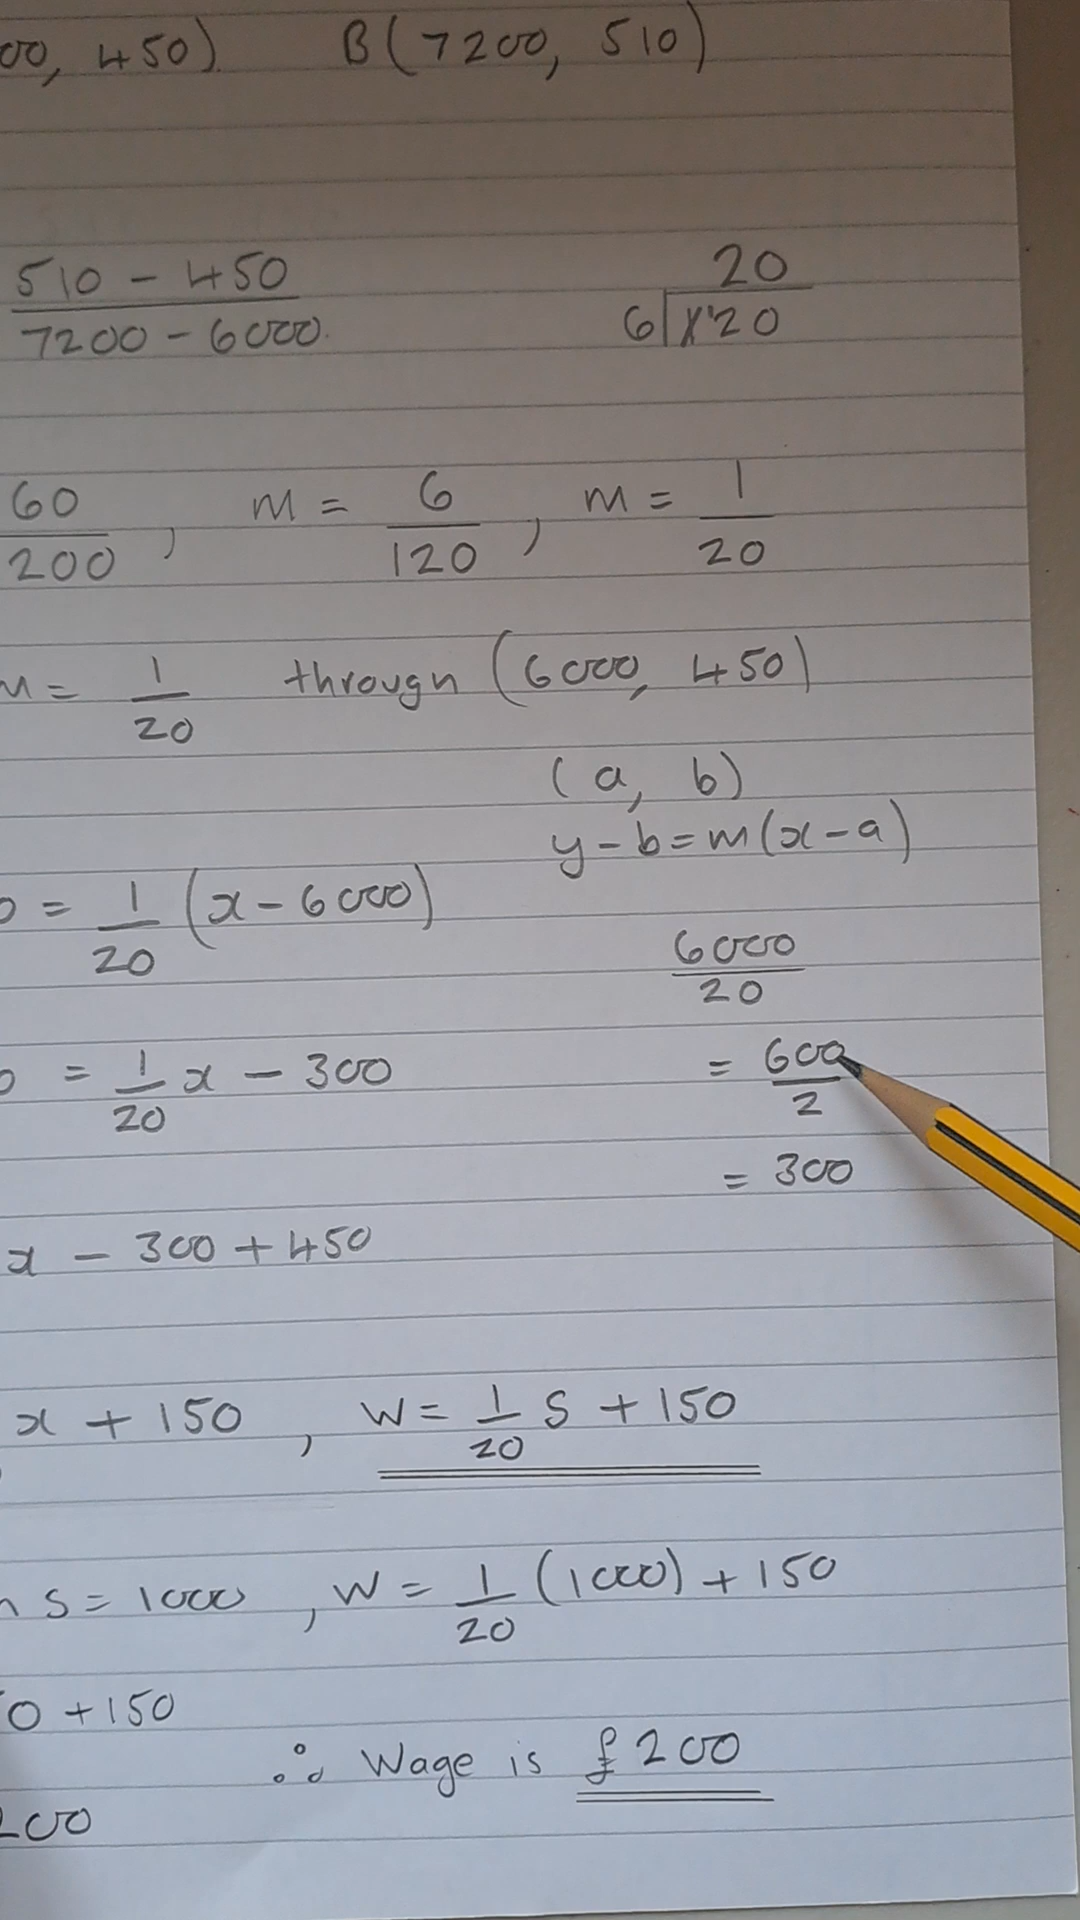 00, 450) B(7200, 510)
510 - 450 / 7200 - 6000
20
6 120
60/200, m = 6/120, m = 1/20
m = 1/20 through (6000, 450)
(a, b)
y - b = m(x - a)
0 = 1/20 (x - 6000)
6000/20
0 = 1/20 x - 300
= 600/2
= 300
x - 300 + 450
x + 150, W = 1/20 S + 150
n S = 1000, W = 1/20 (1000) + 150
0 + 150
∴ Wage is £200
200